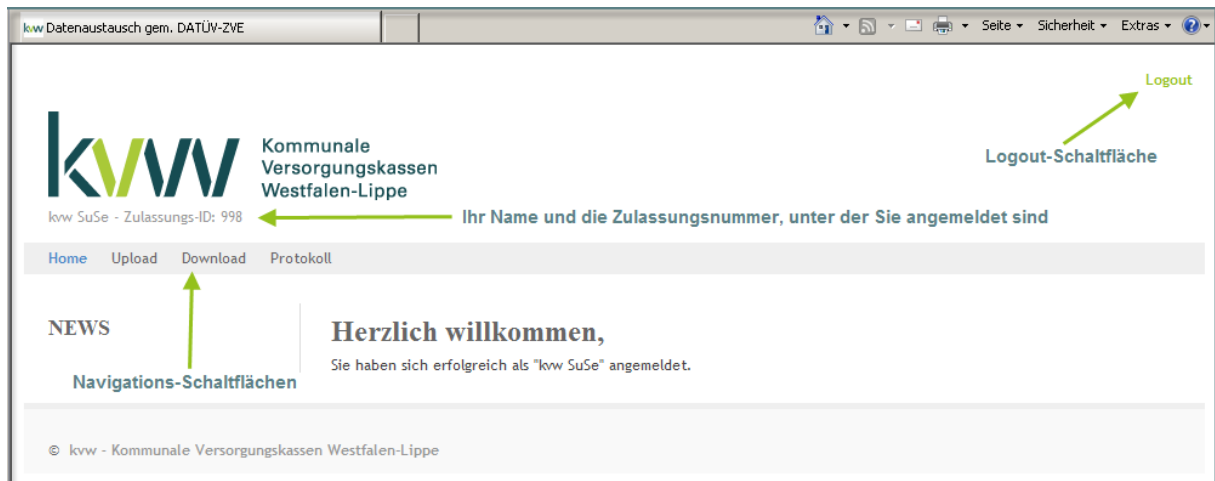 kvw Datenaustausch gem. DATÜV-ZVE
Seite Sicherheit Extras
Logout
kvw
Kommunale
Versorgungskassen
Westfalen-Lippe
Logout-Schaltfläche
kvw SuSe - Zulassungs-ID: 998
Ihr Name und die Zulassungsnummer, unter der Sie angemeldet sind
Home Upload Download Protokoll
NEWS
Herzlich willkommen,
Sie haben sich erfolgreich als "kvw SuSe" angemeldet.
Navigations-Schaltflächen
© kvw - Kommunale Versorgungskassen Westfalen-Lippe